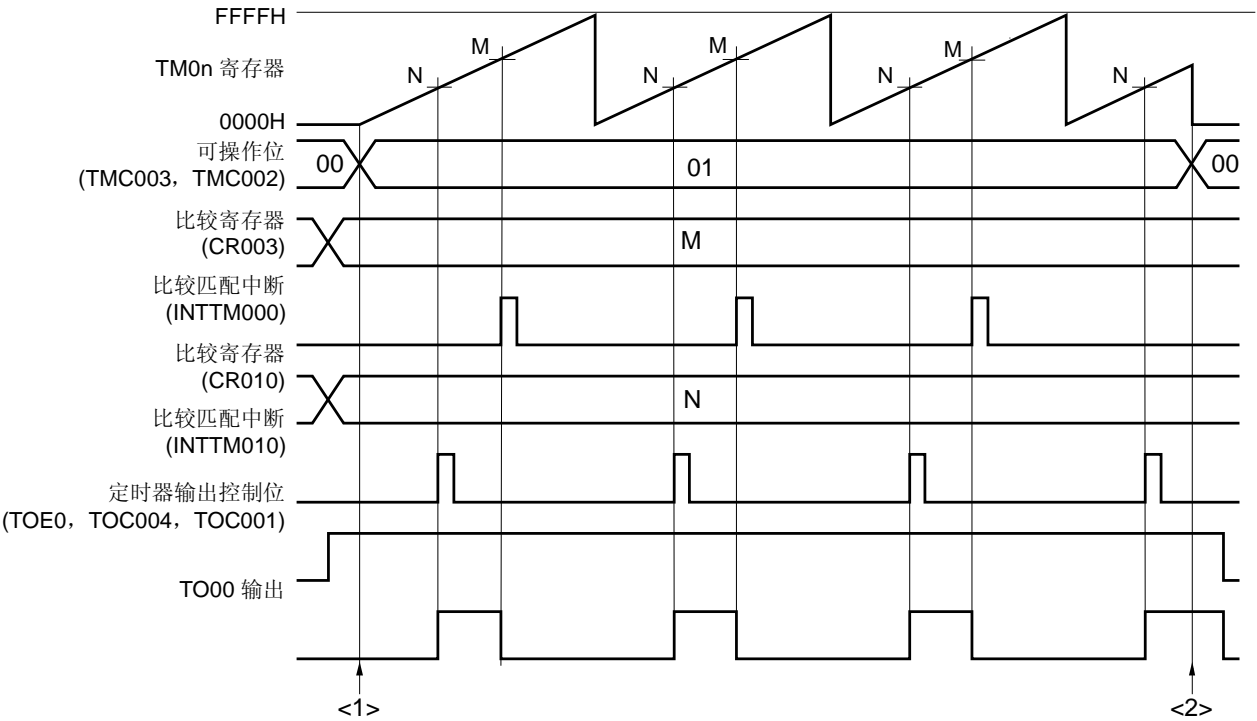 FFFFH
M
M
M
N
N
N
N
TM0n 寄存器
0000H
可操作位
(TMC003，TMC002)
00
01
00
比较寄存器
(CR003)
M
比较匹配中断
(INTTM000)
比较寄存器
(CR010)
N
比较匹配中断
(INTTM010)
定时器输出控制位
(TOE0，TOC004，TOC001)
TO00 输出
<1>
<2>